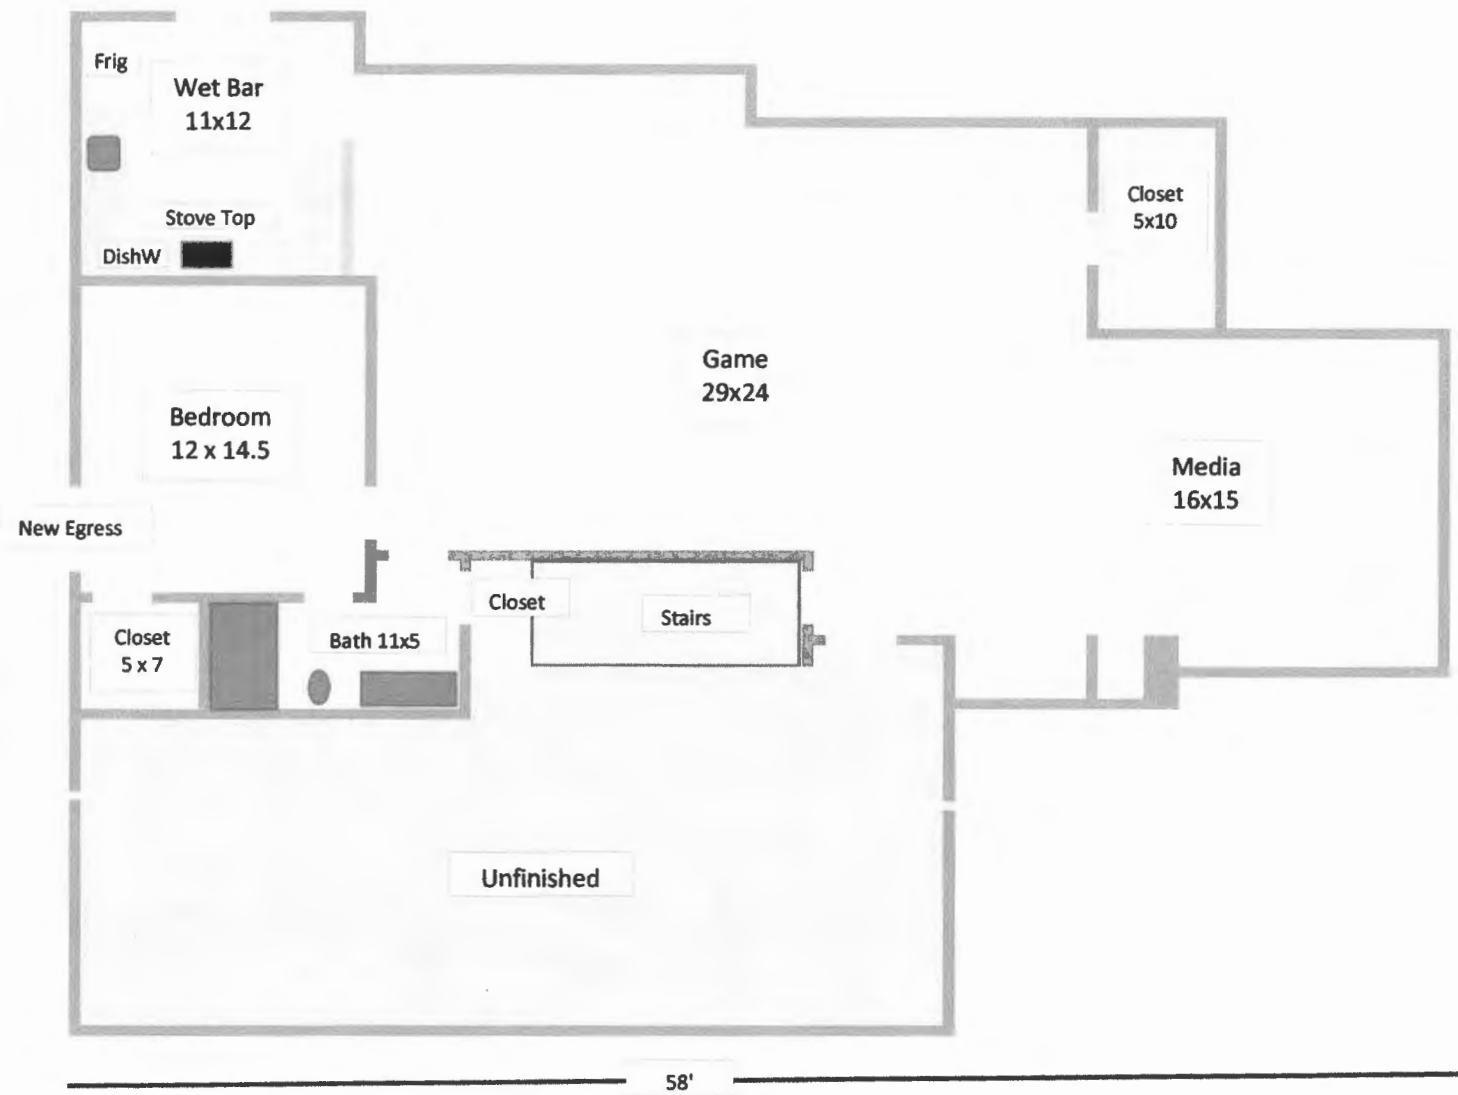 Frig
Wet Bar
11x12
Stove Top
DishW
Closet
5x10
Game
29x24
Bedroom
12 x 14.5
Media
16x15
New Egress
Closet
Stairs
Closet
5 x 7
Bath 11x5
Unfinished
58'